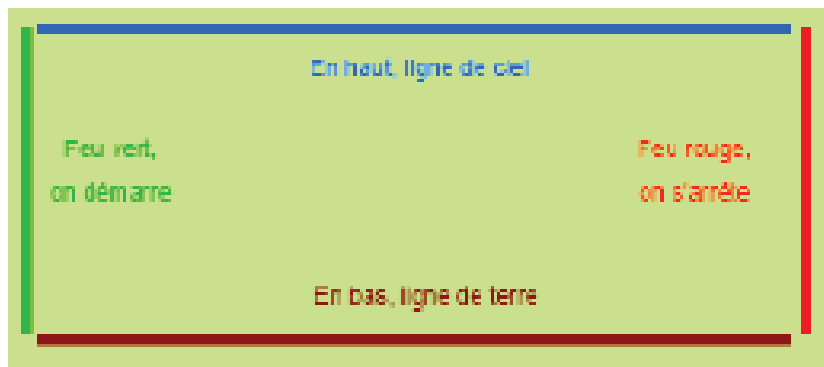 En haut, ligne de ciel
Feu vert,
on démarre
Feu rouge,
on s'arrête
En bas, ligne de terre